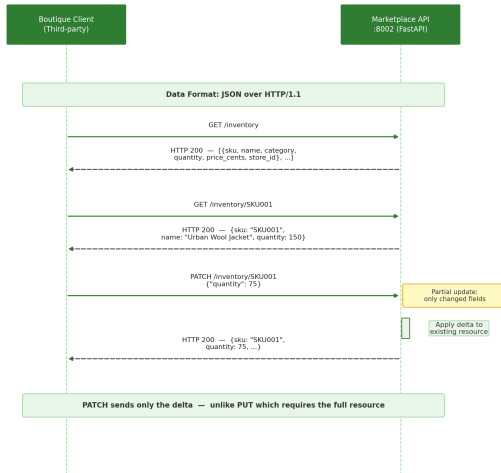 Boutique Client
(Third-party)
Marketplace API
:8002 (FastAPI)
Data Format: JSON over HTTP/1.1
GET /inventory
HTTP 200 — [{sku, name, category,
quantity, price_cents, store_id}, ...]
GET /inventory/SKU001
HTTP 200 — {sku: "SKU001",
name: "Urban Wool Jacket", quantity: 150}
PATCH /inventory/SKU001
{"quantity": 75}
Partial update:
only changed fields
Apply delta to
existing resource
HTTP 200 — {sku: "SKU001",
quantity: 75, ...}
PATCH sends only the delta — unlike PUT which requires the full resource